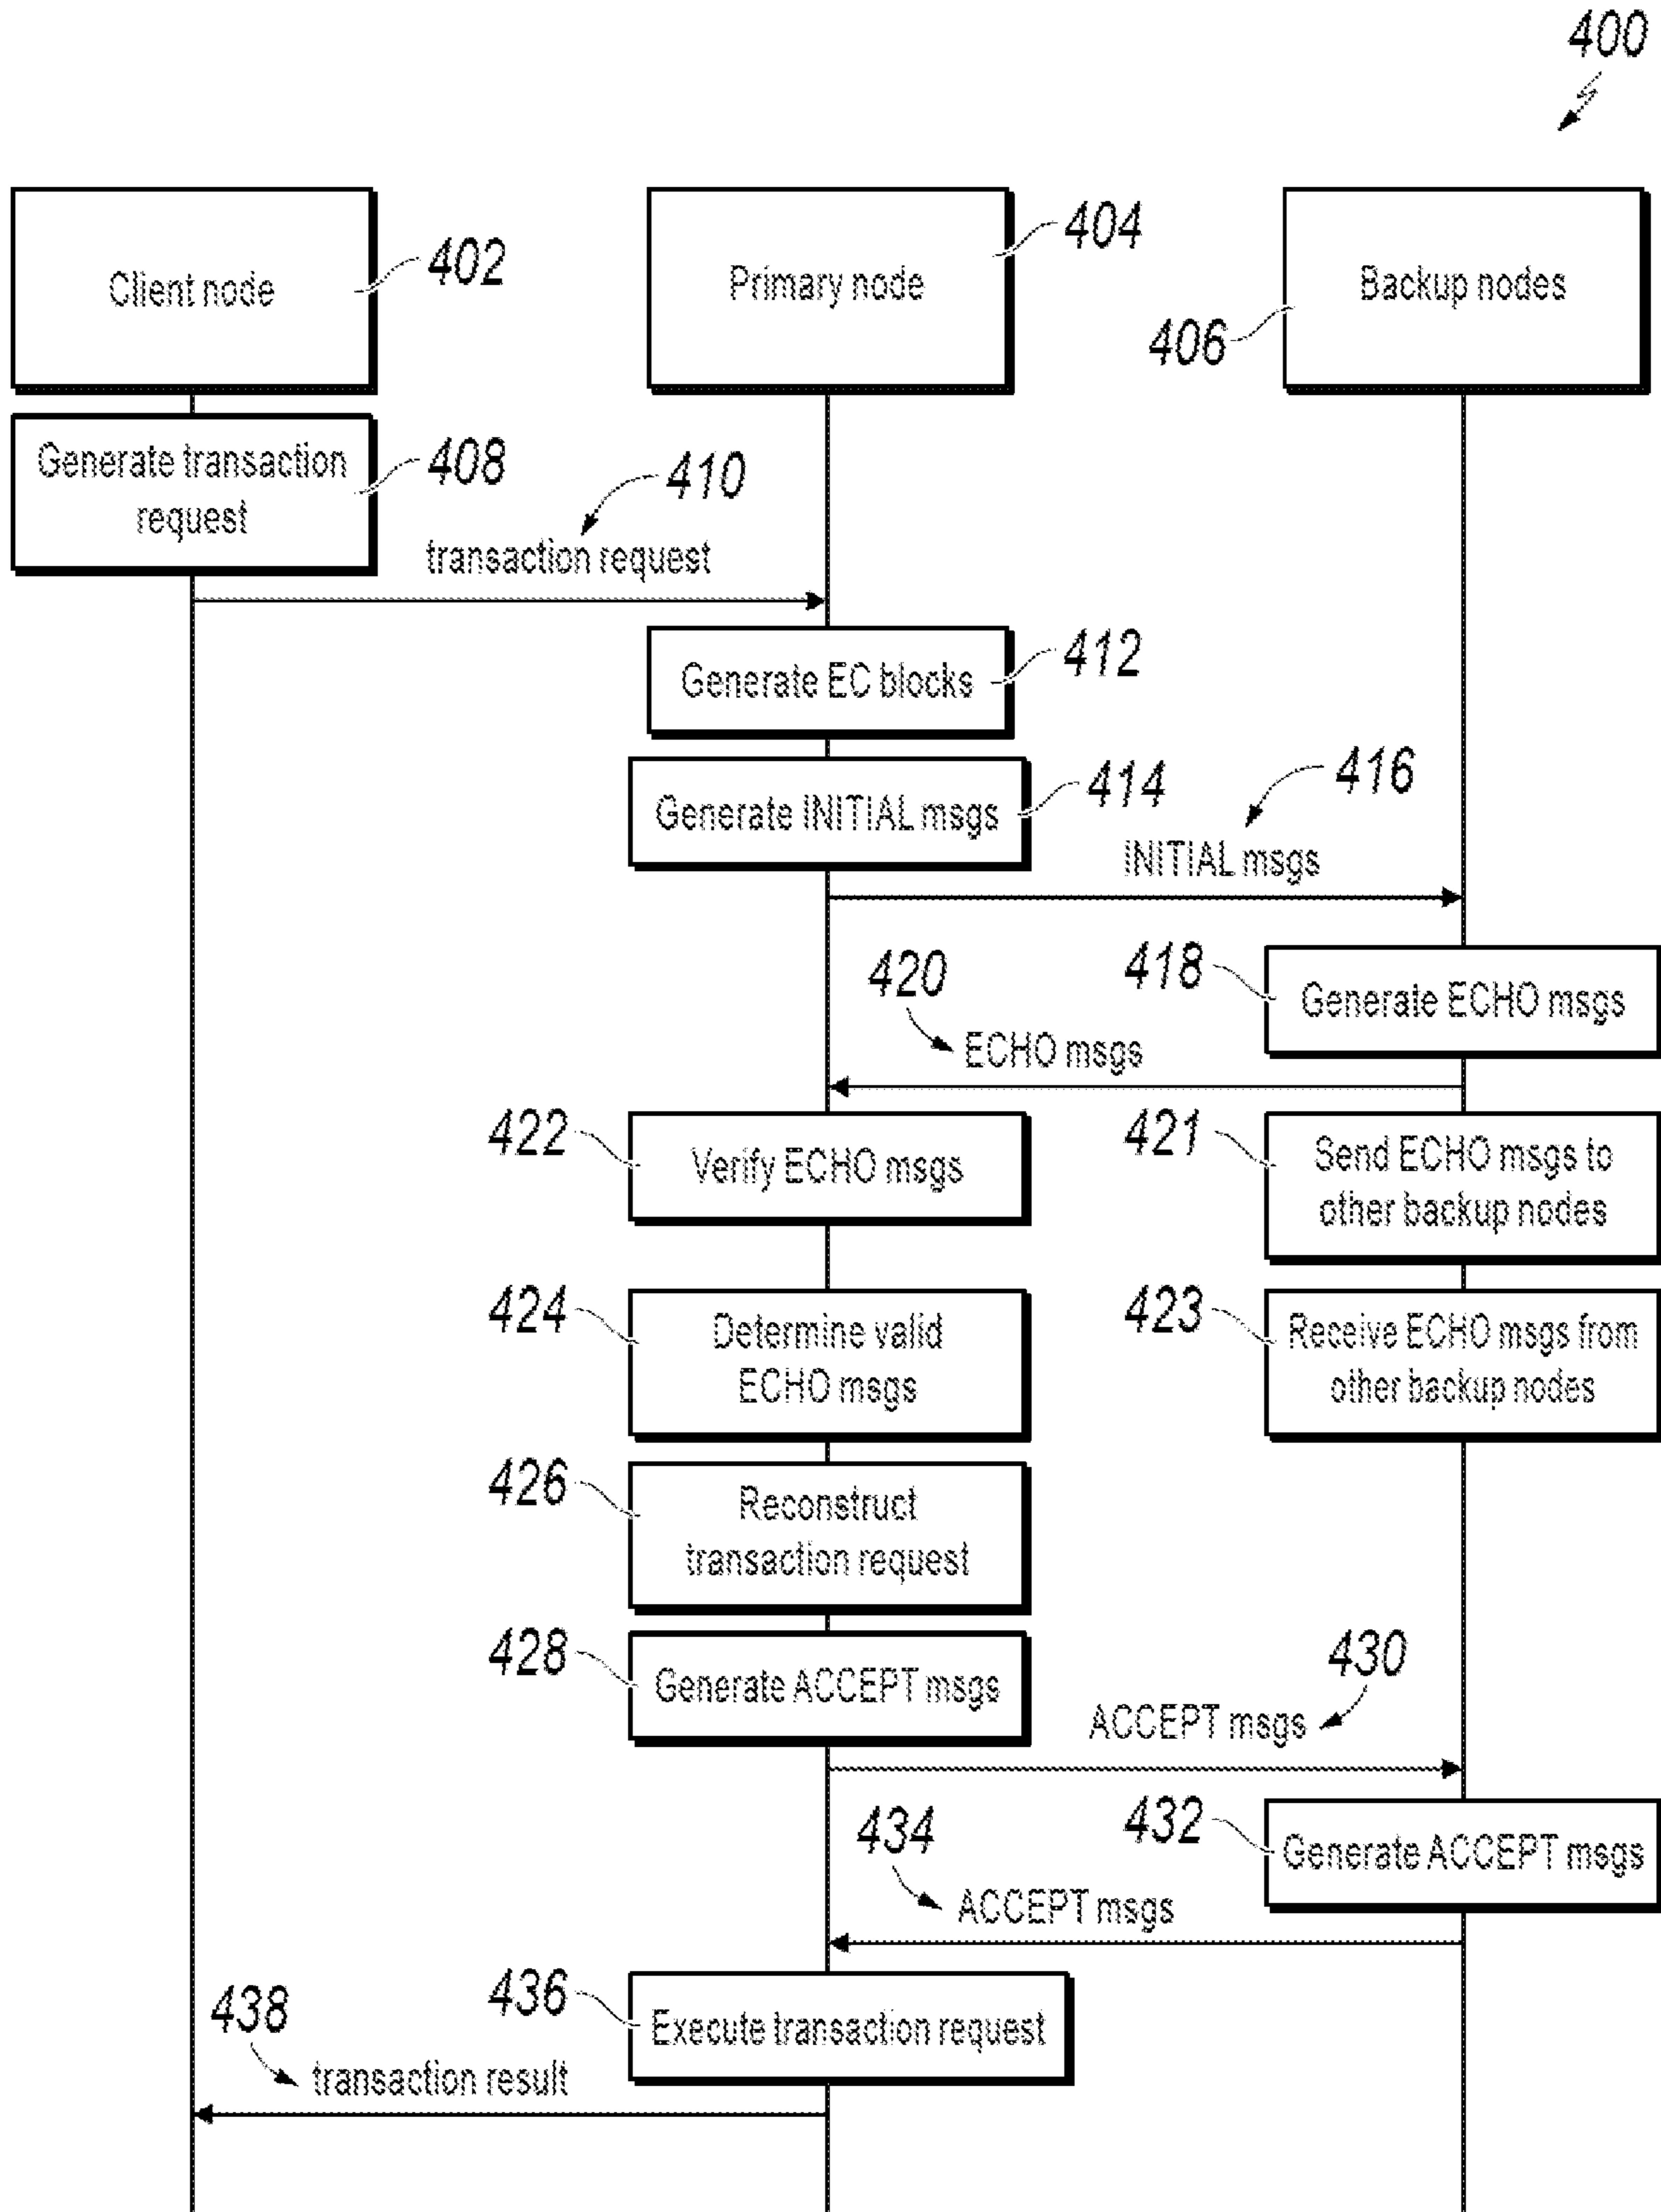 400
Client node
402
Primary node
404
Backup nodes
406
Generate transaction
request
408
410
transaction request
Generate EC blocks
412
Generate INITIAL msgs
414
416
INITIAL msgs
418
Generate ECHO msgs
420
ECHO msgs
422
Verify ECHO msgs
421
Send ECHO msgs to
other backup nodes
424
Determine valid
ECHO msgs
423
Receive ECHO msgs from
other backup nodes
426
Reconstruct
transaction request
428
Generate ACCEPT msgs
430
ACCEPT msgs
432
Generate ACCEPT msgs
434
ACCEPT msgs
436
Execute transaction request
438
transaction result